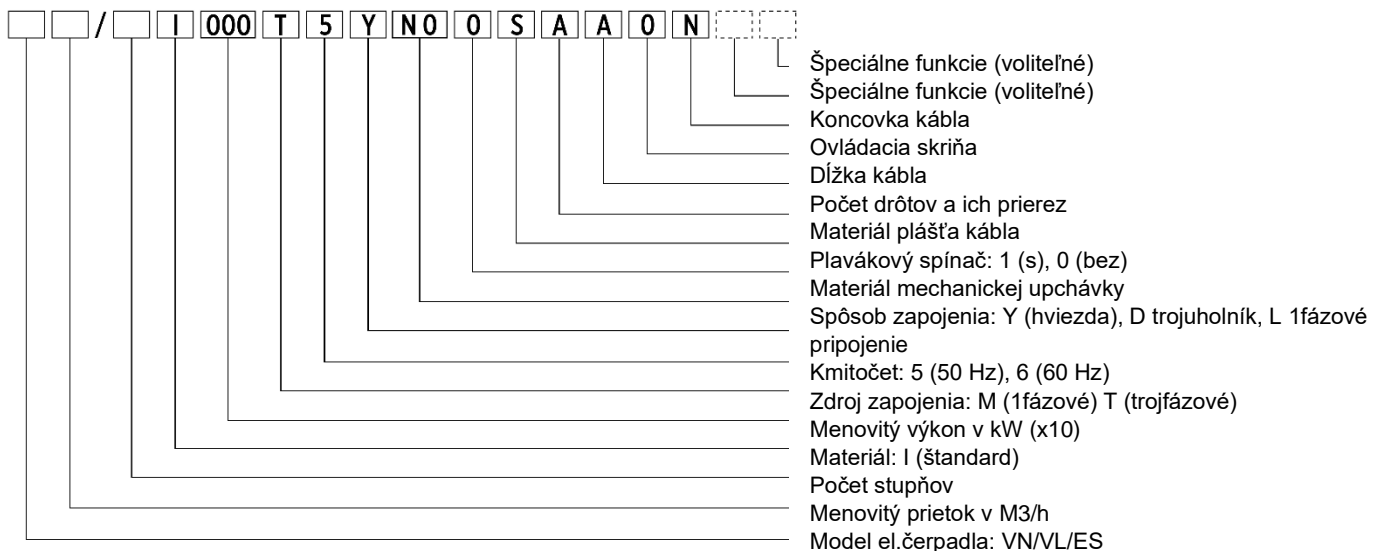 / I 000 T 5 Y N0 0 S A A 0 N
Špeciálne funkcie (voliteľné)
Špeciálne funkcie (voliteľné)
Koncovka kábla
Ovládacia skriňa
Dĺžka kábla
Počet drôtov a ich prierez
Materiál plášťa kábla
Plavákový spínač: 1 (s), 0 (bez)
Materiál mechanickej upchávky
Spôsob zapojenia: Y (hviezda), D trojuholník, L 1fázové
pripojenie
Kmitočet: 5 (50 Hz), 6 (60 Hz)
Zdroj zapojenia: M (1fázové) T (trojfázové)
Menovitý výkon v kW (x10)
Materiál: I (štandard)
Počet stupňov
Menovitý prietok v M3/h
Model el.čerpadla: VN/VL/ES